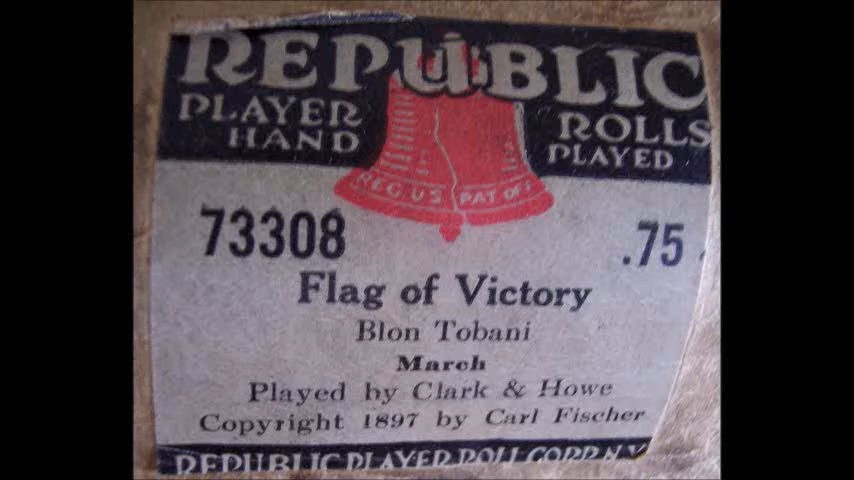 REPUBLIC
PLAYER ROLLS
HAND PLAYED
REG. US PAT OFF
73308 .75
Flag of Victory
Blon Tobani
March
Played by Clark & Howe
Copyright 1897 by Carl Fischer
REPUBLIC PLAYER ROLL CORP. N.Y.